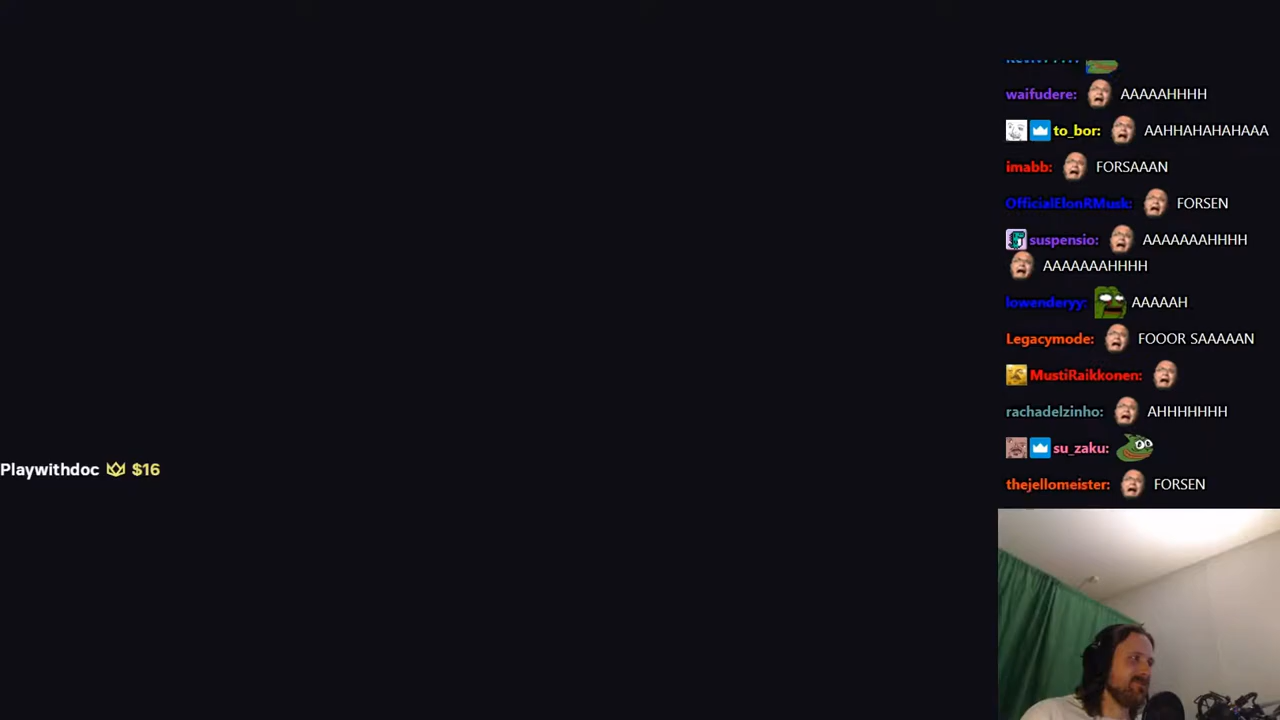 waifudere: AAAAAHHHH
to_bor: AAHHAHAHAHAAA
imabb: FORSAAAN
OfficialElonRMusk: FORSEN
suspensio: AAAAAAAHHHH
AAAAAAAHHHH
lowenderyy: AAAAAH
Legacymode: FOOOR SAAAAAN
MustiRaikkonen:
rachadelzinho: AHHHHHHH
su_zaku:
Playwithdoc $16
thejellomeister: FORSEN